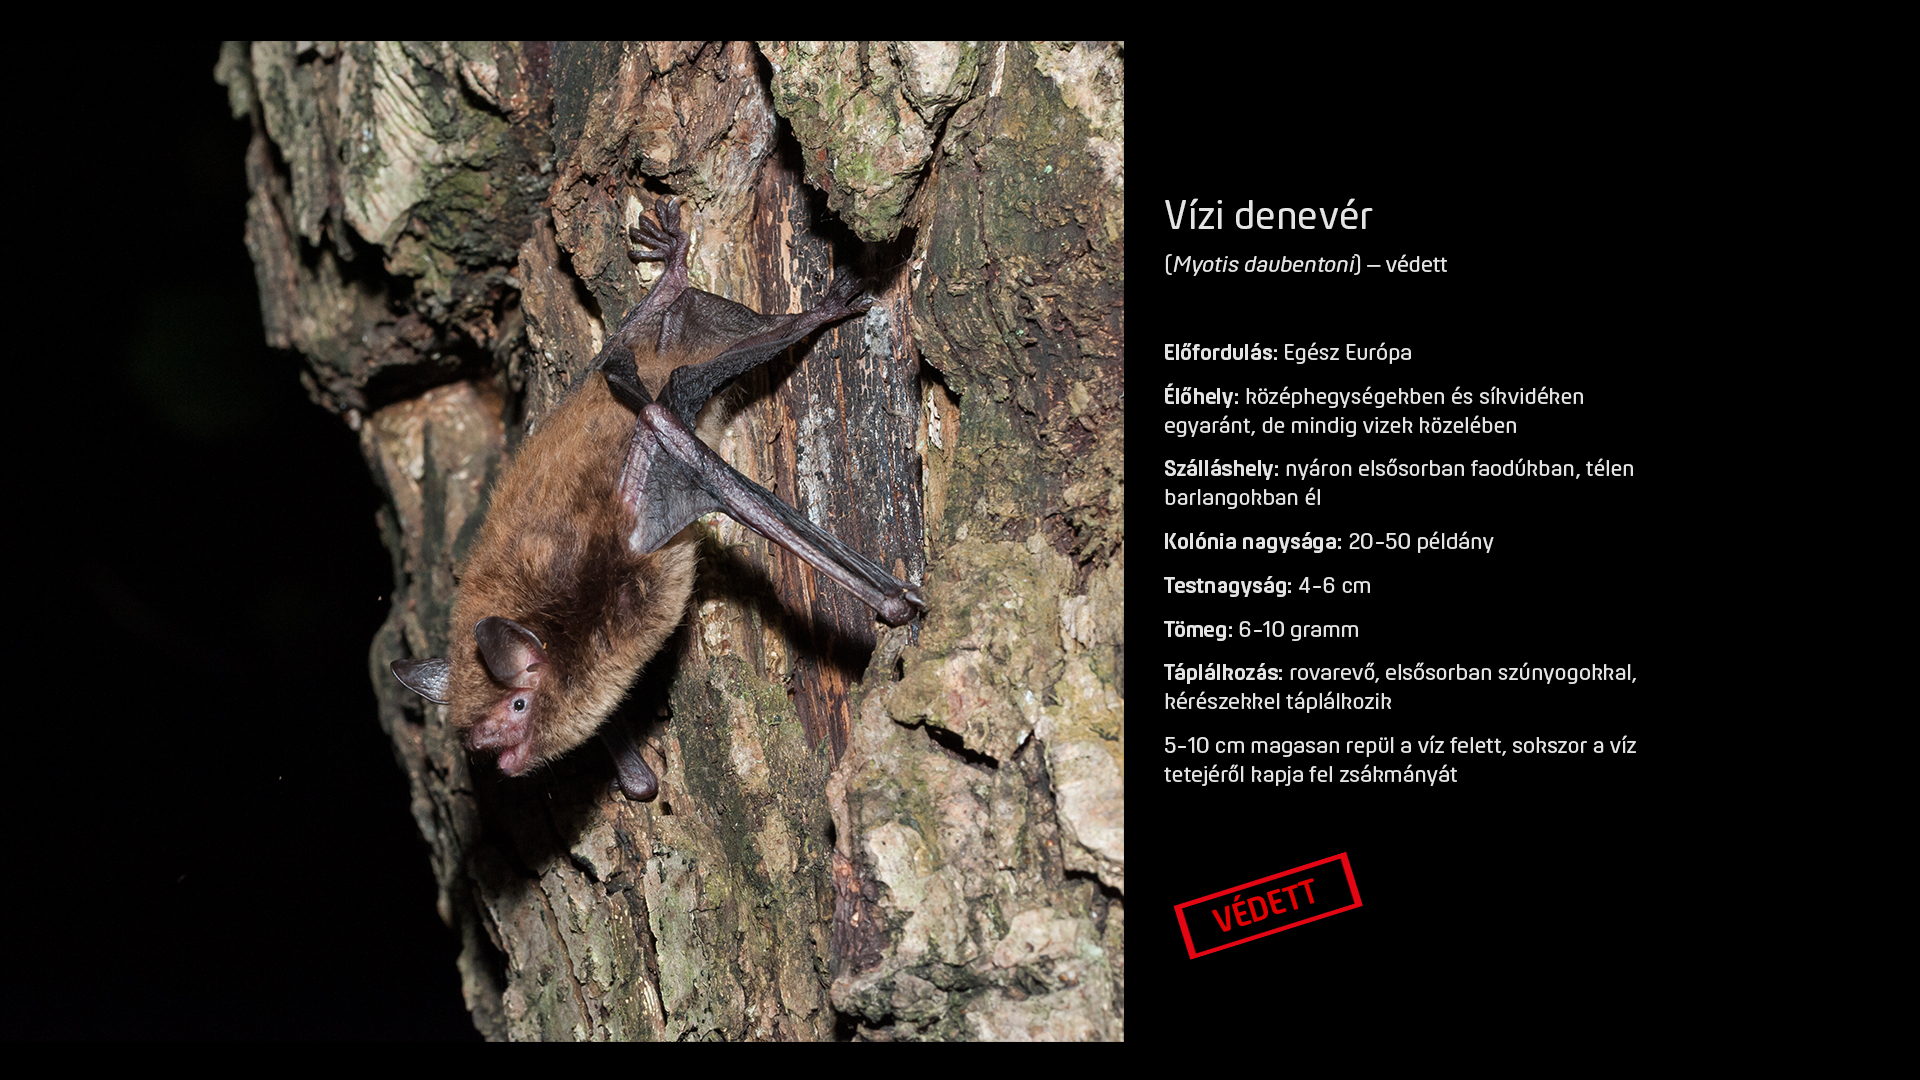 Vízi denevér
(Myotis daubentoni) – védett
Előfordulás: Egész Európa
Élőhely: középhegységekben és síkvidéken
egyaránt, de mindig vizek közelében
Szálláshely: nyáron elsősorban faodúkban, télen
barlangokban él
Kolónia nagysága: 20-50 példány
Testnagyság: 4-6 cm
Tömeg: 6-10 gramm
Táplálkozás: rovarevő, elsősorban szúnyogokkal,
kérészekkel táplálkozik
5-10 cm magasan repül a víz felett, sokszor a víz
tetejéről kapja fel zsákmányát
VÉDETT